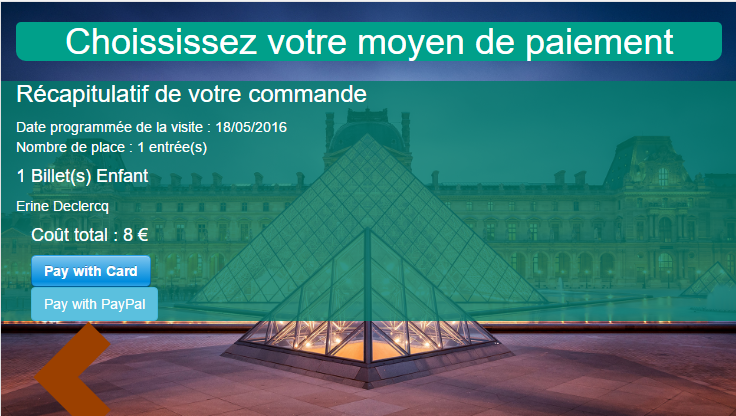 Choississez votre moyen de paiement
Récapitulatif de votre commande
Date programmée de la visite : 18/05/2016
Nombre de place : 1 entrée(s)
1 Billet(s) Enfant
Erine Declercq
Coût total : 8 €
Pay with Card
Pay with PayPal